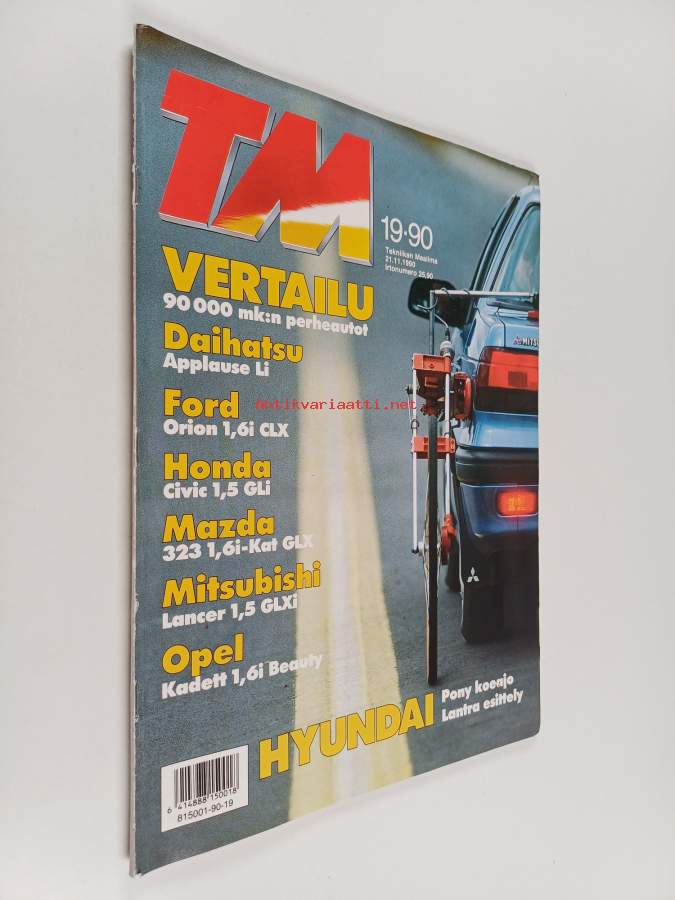 TM
19·90
Tekniikan Maailma
21.11.1990
Irtonumero 25,90
VERTAILU
90 000 mk:n perheautot
Daihatsu
Applause Li
Ford
Orion 1,6i CLX
antikvariaatti.net
Honda
Civic 1,5 GLi
Mazda
323 1,6i-Kat GLX
Mitsubishi
Lancer 1,5 GLXi
Opel
Kadett 1,6i Beauty
HYUNDAI
Pony koeajo
Lantra esittely
6 414888 150018
815001-90-19